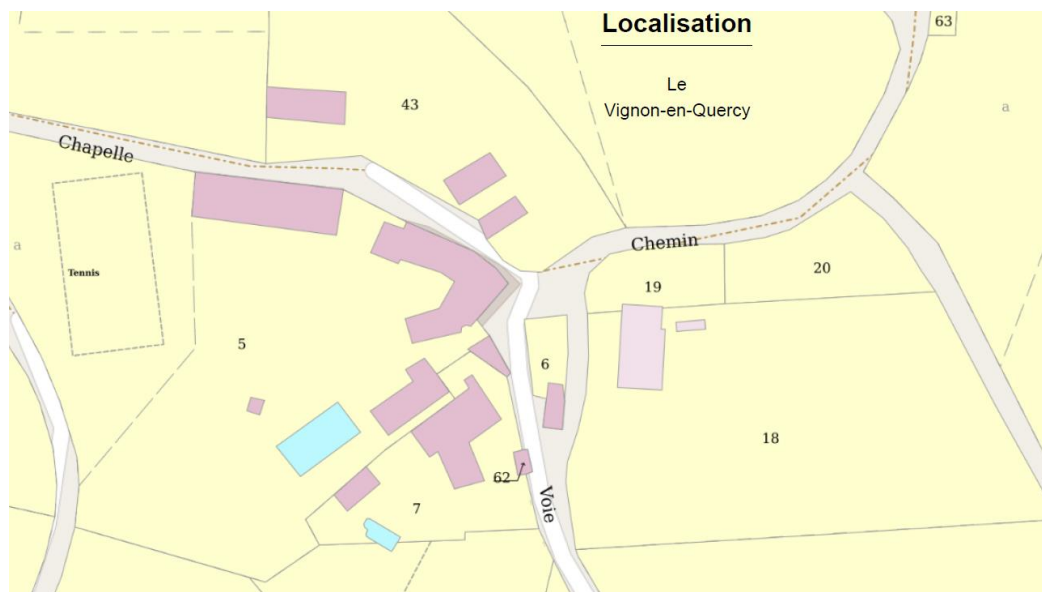 Localisation
Le
Vignon-en-Quercy
63
a
43
Chapelle
a
Tennis
Chemin
20
19
5
6
18
62
Voie
7